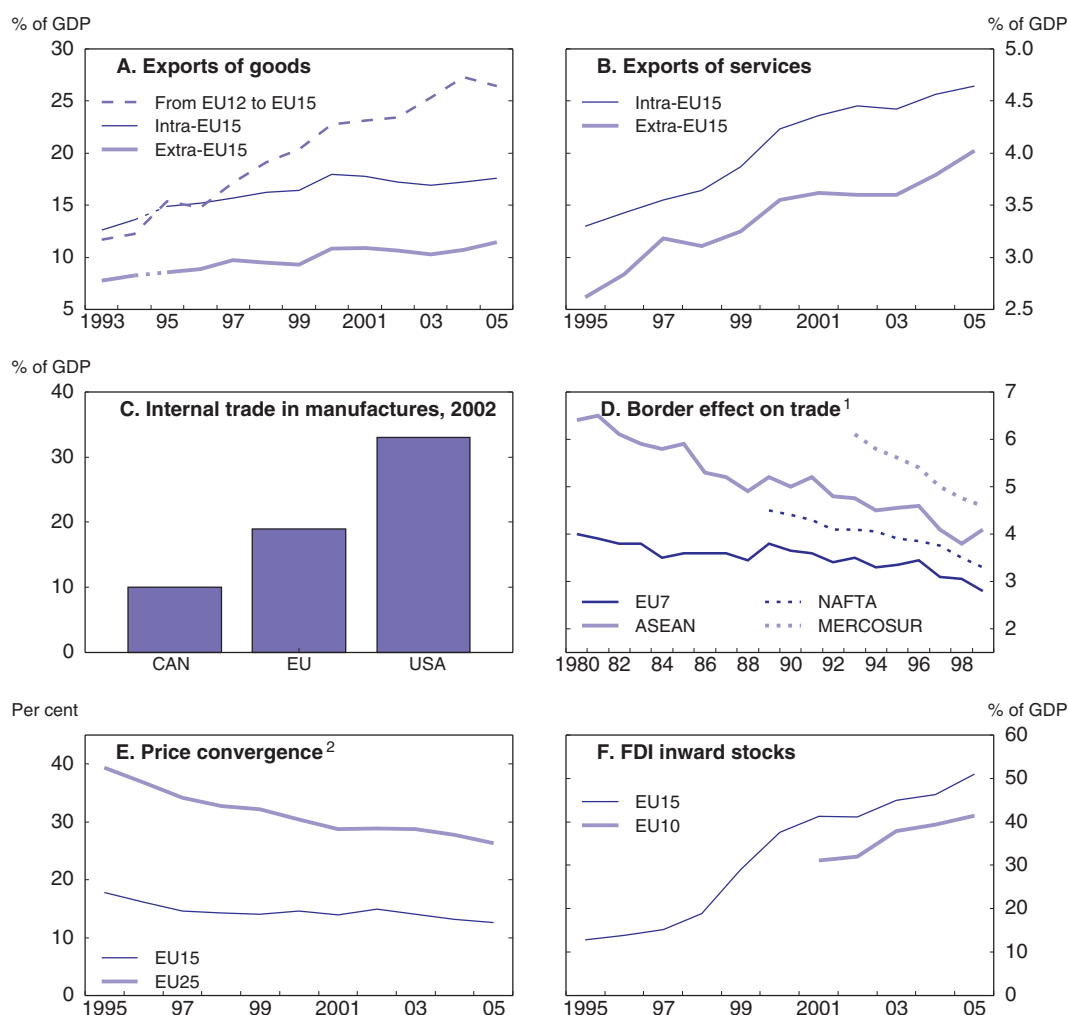 % of GDP
30
25
20
15
10
5
A. Exports of goods
From EU12 to EU15
Intra-EU15
Extra-EU15
1993 95 97 99 2001 03 05
% of GDP
5.0
4.5
4.0
3.5
3.0
2.5
B. Exports of services
Intra-EU15
Extra-EU15
1995 97 99 2001 03 05
% of GDP
40
30
20
10
0
C. Internal trade in manufactures, 2002
CAN EU USA
7
6
5
4
3
2
D. Border effect on trade 1
EU7 NAFTA
ASEAN MERCOSUR
1980 82 84 86 88 90 92 94 96 98
Per cent
40
30
20
10
0
E. Price convergence 2
EU15
EU25
1995 97 99 2001 03 05
% of GDP
60
50
40
30
20
10
0
F. FDI inward stocks
EU15
EU10
1995 97 99 2001 03 05